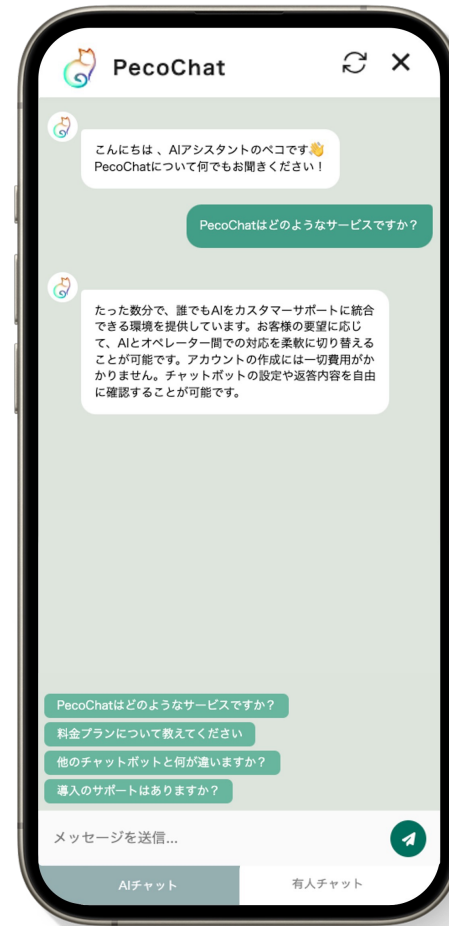 PecoChat
こんにちは 、AIアシスタントのペコです👋
PecoChatについて何でもお聞きください！
PecoChatはどのようなサービスですか？
たった数分で、誰でもAIをカスタマーサポートに統合
できる環境を提供しています。お客様の要望に応じ
て、AIとオペレーター間での対応を柔軟に切り替える
ことが可能です。アカウントの作成には一切費用がか
かりません。チャットボットの設定や返答内容を自由
に確認することが可能です。
PecoChatはどのようなサービスですか？
料金プランについて教えてください
他のチャットボットと何が違いますか？
導入のサポートはありますか？
メッセージを送信...
AIチャット
有人チャット